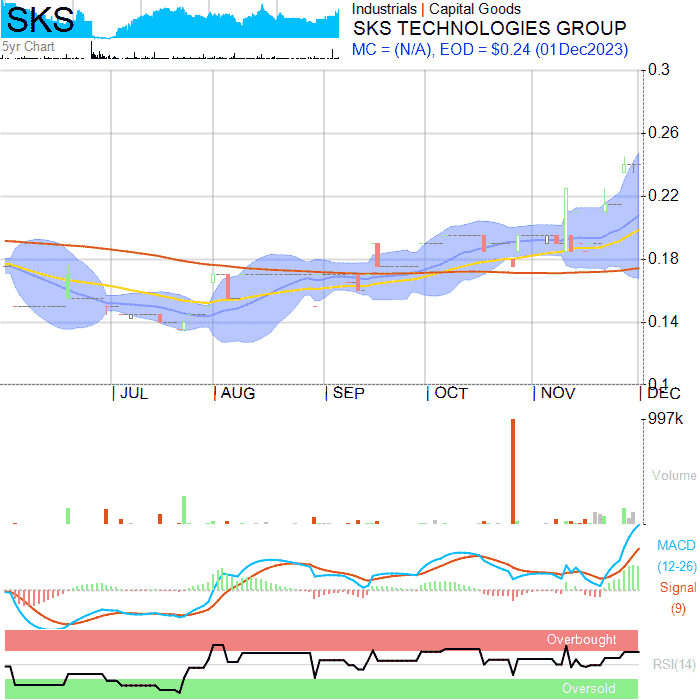 SKS
5yr Chart
Industrials | Capital Goods
SKS TECHNOLOGIES GROUP
MC = (N/A), EOD = $0.24 (01Dec2023)
0.3
0.26
0.22
0.18
0.14
0.1
JUL AUG SEP OCT NOV DEC
997k
Volume
MACD
(12-26)
Signal
(9)
Overbought
RSI(14)
Oversold